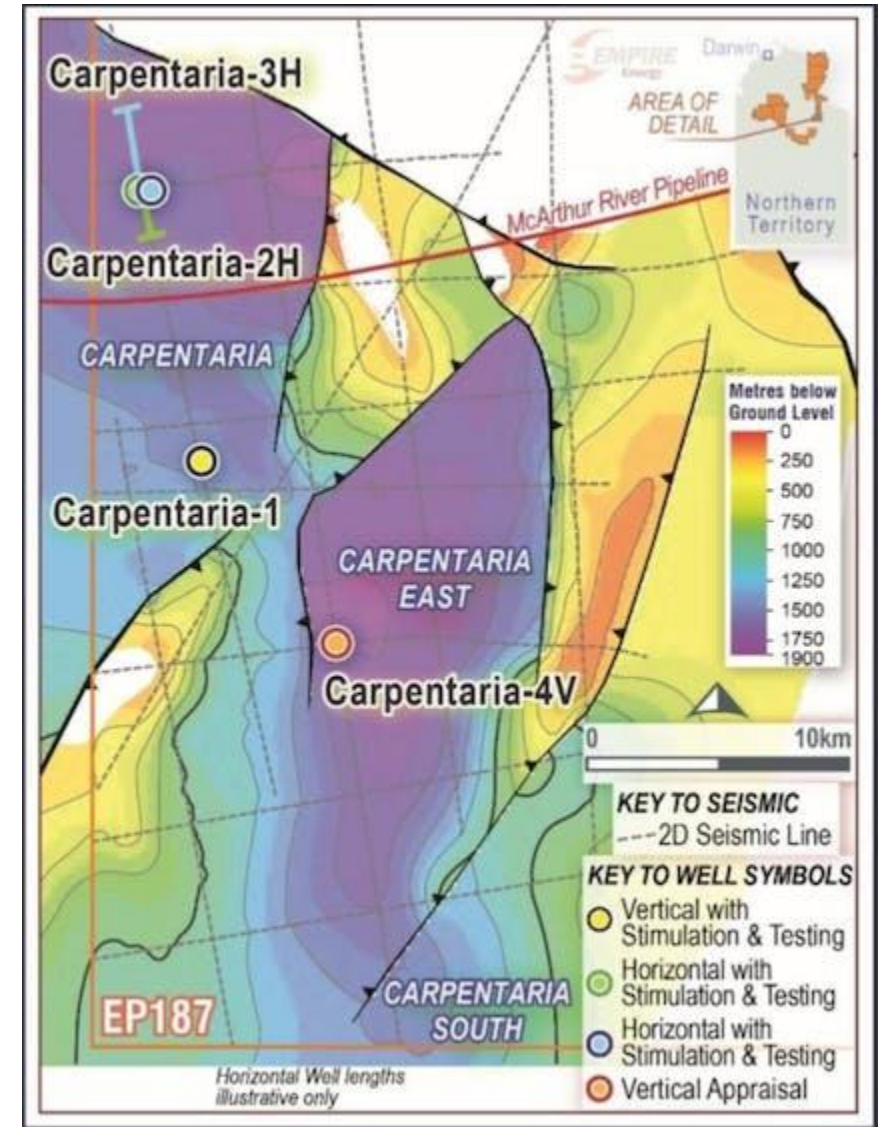 Carpentaria-3H
EMPIRE
Energy
Darwin
AREA OF
DETAIL
Northern
Territory
McArthur River Pipeline
Carpentaria-2H
CARPENTARIA
Carpentaria-1
CARPENTARIA
EAST
Carpentaria-4V
CARPENTARIA
SOUTH
EP187
Metres below
Ground Level
0
250
500
750
1000
1250
1500
1750
1900
0 10km
KEY TO SEISMIC
2D Seismic Line
KEY TO WELL SYMBOLS
Vertical with
Stimulation & Testing
Horizontal with
Stimulation & Testing
Horizontal with
Stimulation & Testing
Vertical Appraisal
Horizontal Well lengths
illustrative only